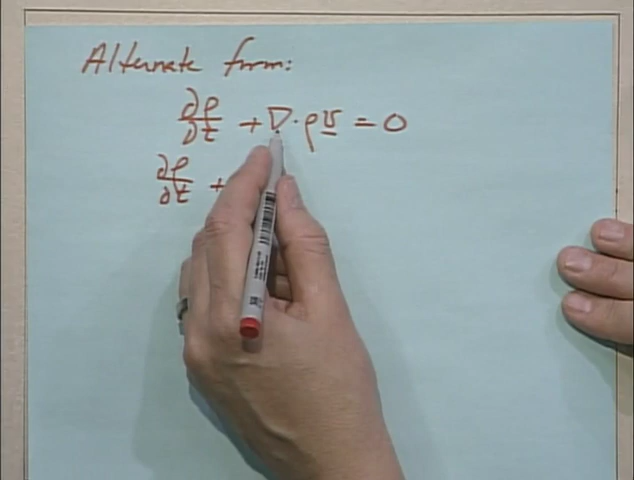 Alternate form:
∂ρ/∂t + ∇·ρv̲ = 0
∂ρ/∂t +